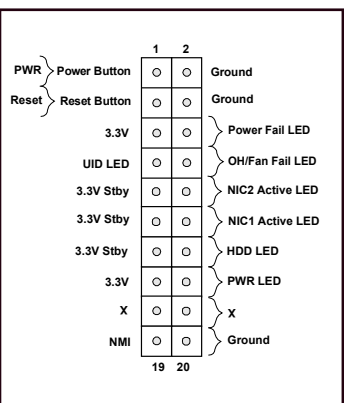 1 2
PWR Power Button Ground
Reset Reset Button Ground
3.3V Power Fail LED
UID LED OH/Fan Fail LED
3.3V Stby NIC2 Active LED
3.3V Stby NIC1 Active LED
3.3V Stby HDD LED
3.3V PWR LED
X X
NMI Ground
19 20